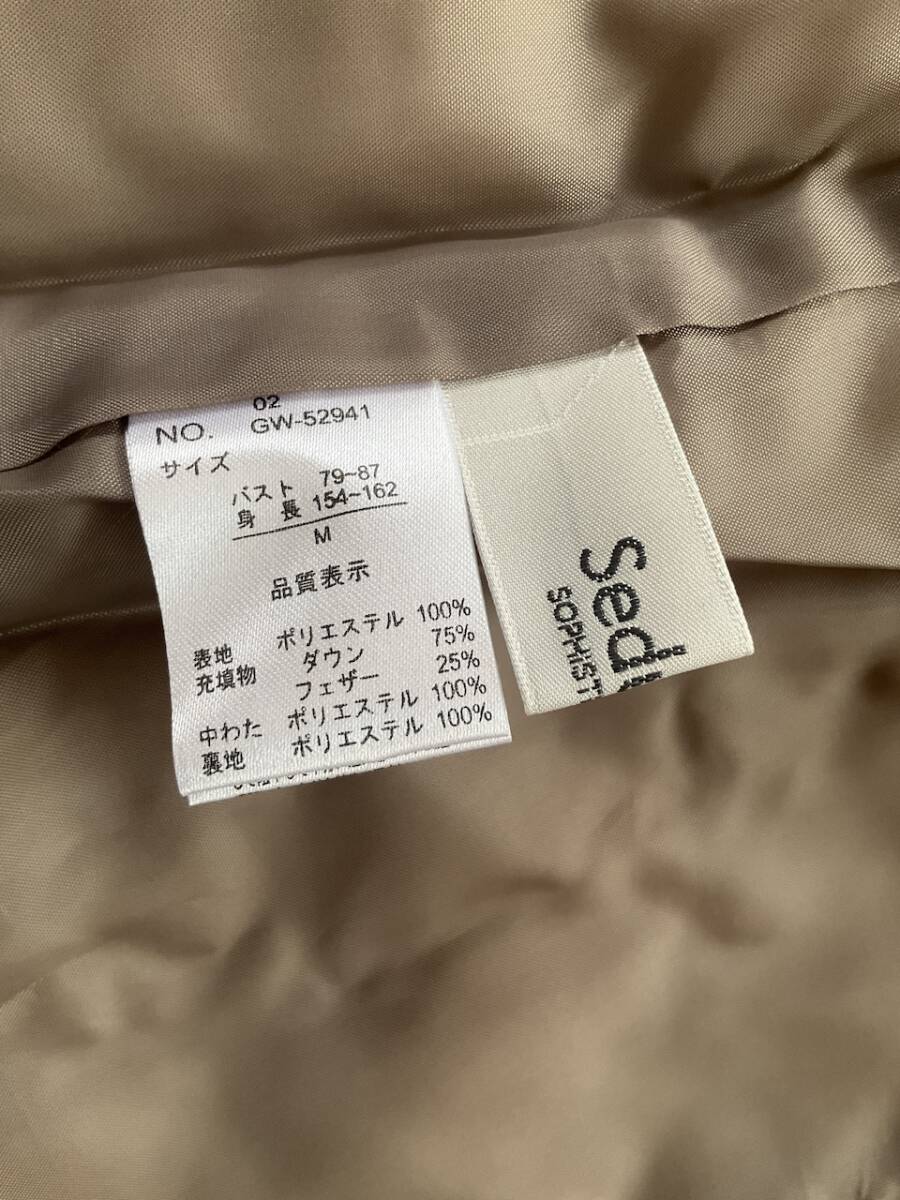 02
NO. GW-52941
サイズ
バスト 79~87
身長 154~162
M
品質表示
表地 ポリエステル 100%
充填物 ダウン 75%
フェザー 25%
中わた ポリエステル 100%
裏地 ポリエステル 100%
Sed
SOPHIST